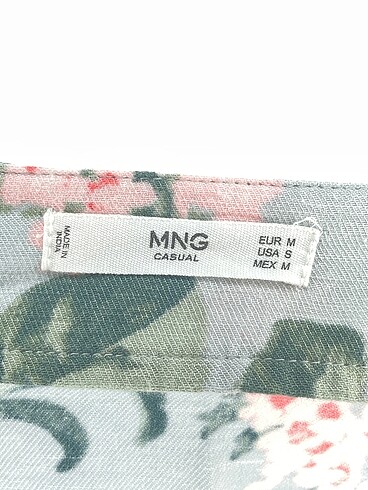 MADE IN
INDIA
MNG
CASUAL
EUR M
USA S
MEX M